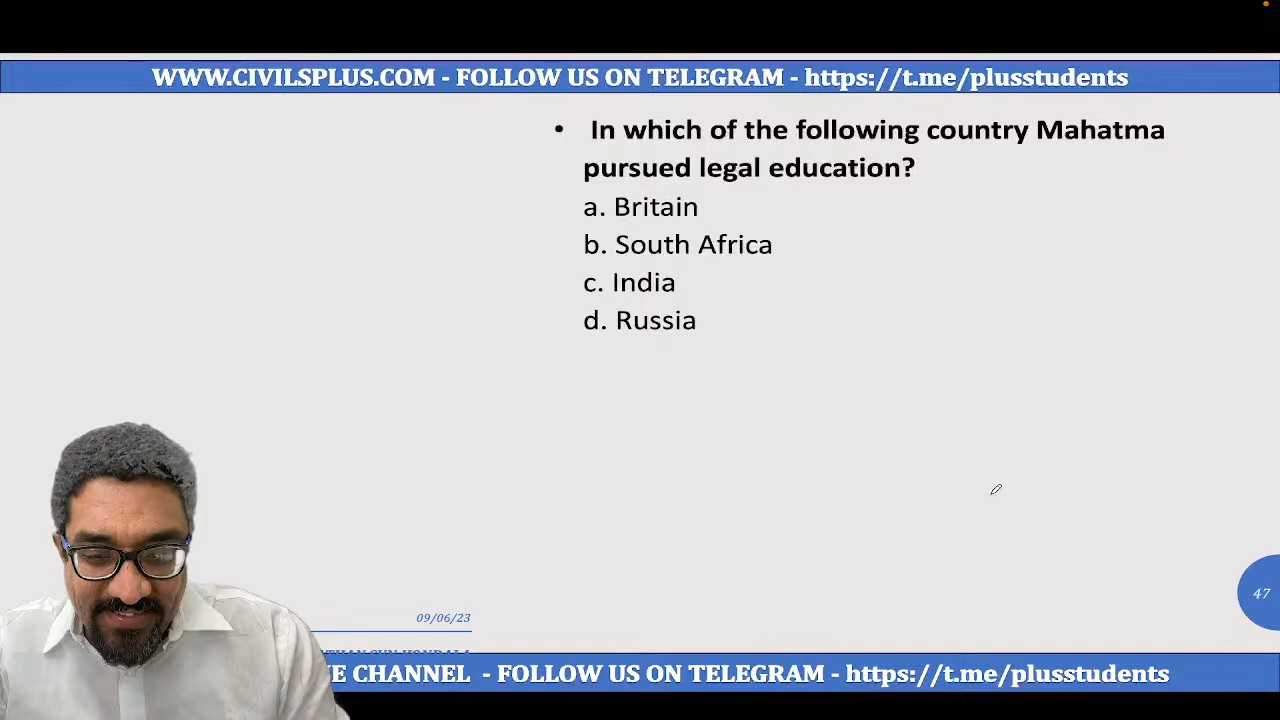 WWW.CIVILSPLUS.COM - FOLLOW US ON TELEGRAM - https://t.me/plusstudents
• In which of the following country Mahatma
pursued legal education?
a. Britain
b. South Africa
c. India
d. Russia
47
09/06/23
E CHANNEL - FOLLOW US ON TELEGRAM - https://t.me/plusstudents